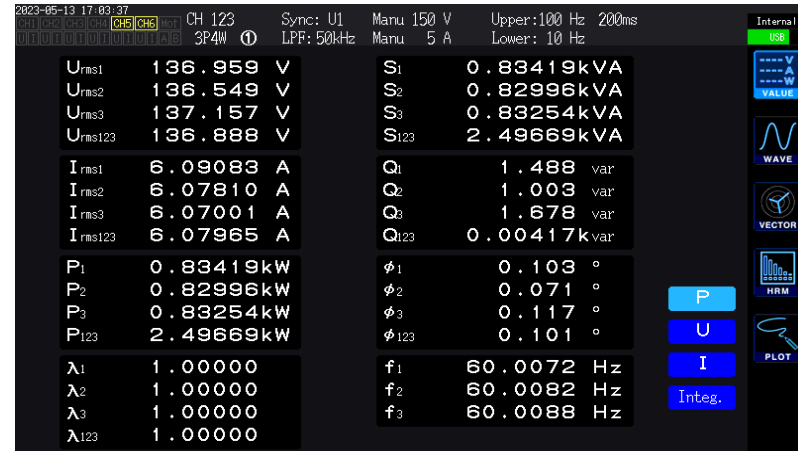 2023-05-13 17:03:37
CH1 CH2 CH3 CH4 CH5 CH6 Mot CH 123 Sync: U1 Manu 150 V Upper:100 Hz 200ms Internal
U I U I U I U I U I U I A B 3P4W ① LPF: 50kHz Manu 5 A Lower: 10 Hz USB
Urms1 136.959 V
Urms2 136.549 V
Urms3 137.157 V
Urms123 136.888 V
S1 0.83419kVA
S2 0.82996kVA
S3 0.83254kVA
S123 2.49669kVA
Irms1 6.09083 A
Irms2 6.07810 A
Irms3 6.07001 A
Irms123 6.07965 A
Q1 1.488 var
Q2 1.003 var
Q3 1.678 var
Q123 0.00417kvar
P1 0.83419kW
P2 0.82996kW
P3 0.83254kW
P123 2.49669kW
φ1 0.103 °
φ2 0.071 °
φ3 0.117 °
φ123 0.101 °
λ1 1.00000
λ2 1.00000
λ3 1.00000
λ123 1.00000
f1 60.0072 Hz
f2 60.0082 Hz
f3 60.0088 Hz
P
U
I
Integ.
----V
----A
----W
VALUE
WAVE
VECTOR
HRM
PLOT